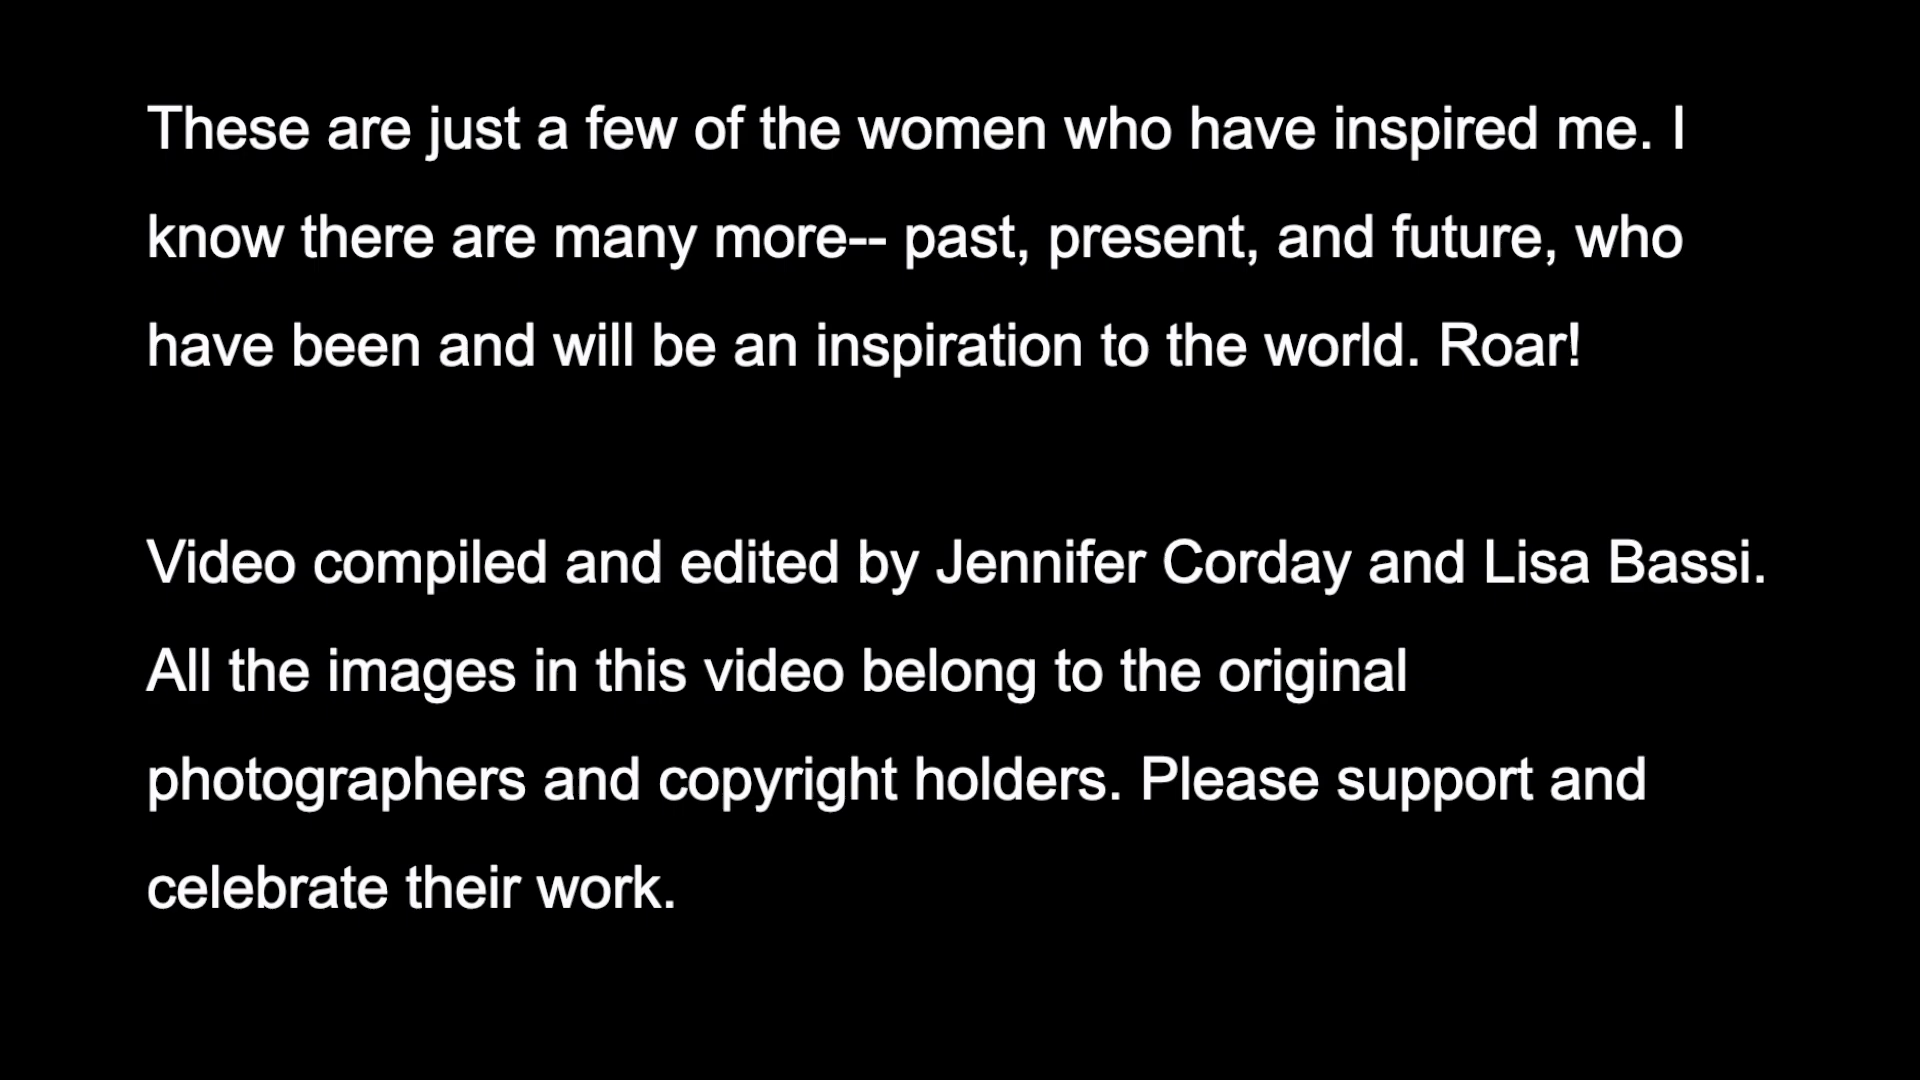 These are just a few of the women who have inspired me. I
know there are many more-- past, present, and future, who
have been and will be an inspiration to the world. Roar!
Video compiled and edited by Jennifer Corday and Lisa Bassi.
All the images in this video belong to the original
photographers and copyright holders. Please support and
celebrate their work.